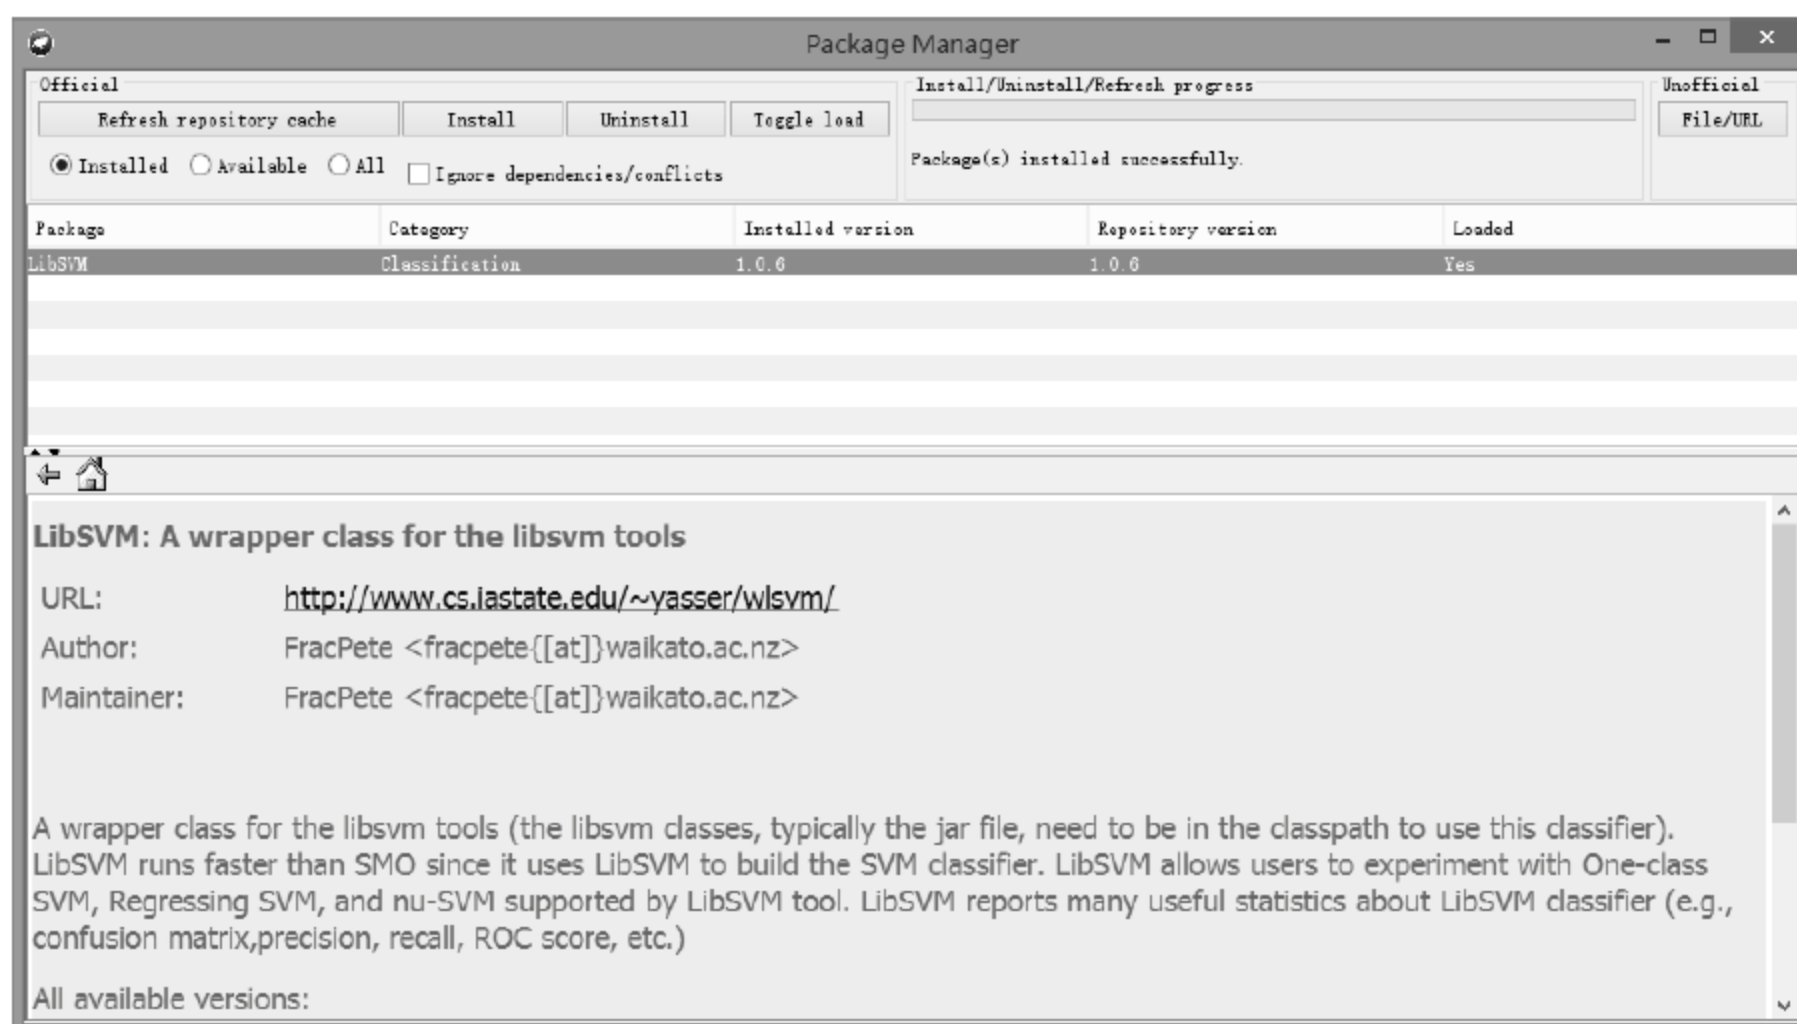 Package Manager
Official
Install/Uninstall/Refresh progress
Unofficial
Refresh repository cache
Install
Uninstall
Toggle load
File/URL
Installed
Available
All
Ignore dependencies/conflicts
Package(s) installed successfully.
Package Category Installed version Repository version Loaded
LibSVM Classification 1.0.6 1.0.6 Yes
LibSVM: A wrapper class for the libsvm tools
URL: http://www.cs.iastate.edu/~yasser/wlsvm/
Author: FracPete <fracpete{[at]}waikato.ac.nz>
Maintainer: FracPete <fracpete{[at]}waikato.ac.nz>
A wrapper class for the libsvm tools (the libsvm classes, typically the jar file, need to be in the classpath to use this classifier).
LibSVM runs faster than SMO since it uses LibSVM to build the SVM classifier. LibSVM allows users to experiment with One-class
SVM, Regressing SVM, and nu-SVM supported by LibSVM tool. LibSVM reports many useful statistics about LibSVM classifier (e.g.,
confusion matrix,precision, recall, ROC score, etc.)
All available versions: